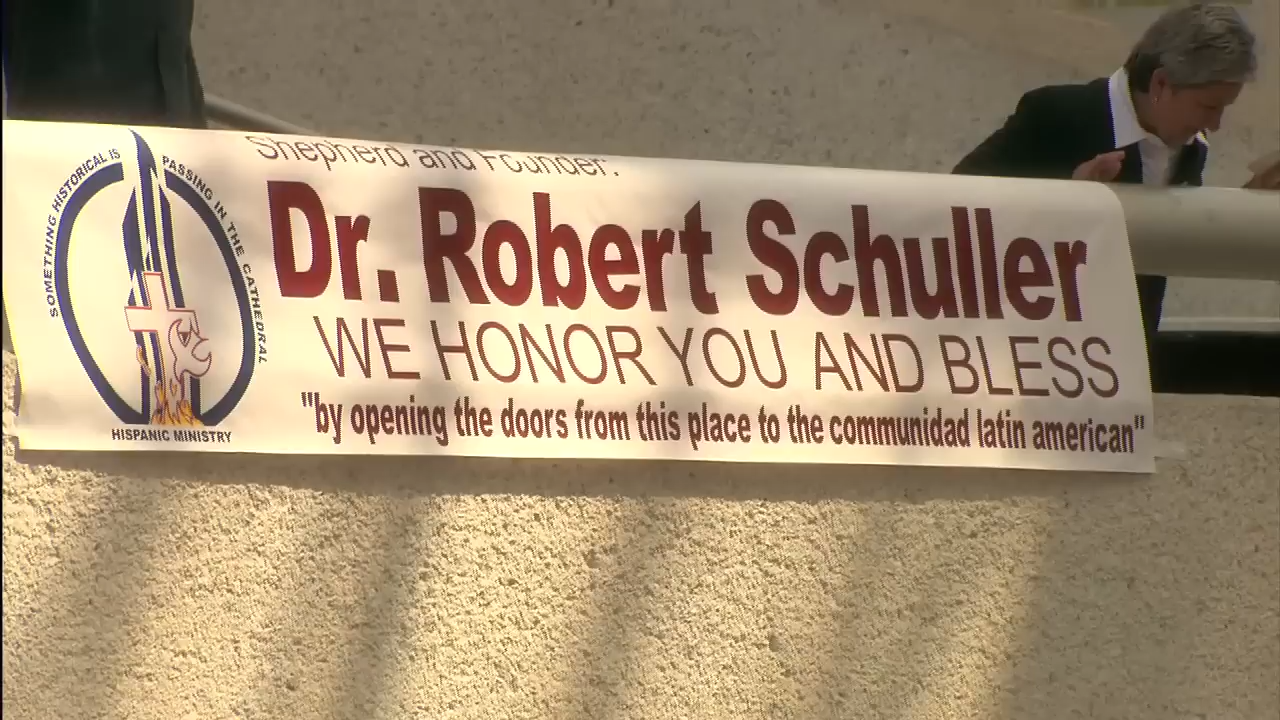 SOMETHING HISTORICAL IS PASSING IN THE CATHEDRAL
HISPANIC MINISTRY
Shepherd and Founder:
Dr. Robert Schuller
WE HONOR YOU AND BLESS
"by opening the doors from this place to the communidad latin american"